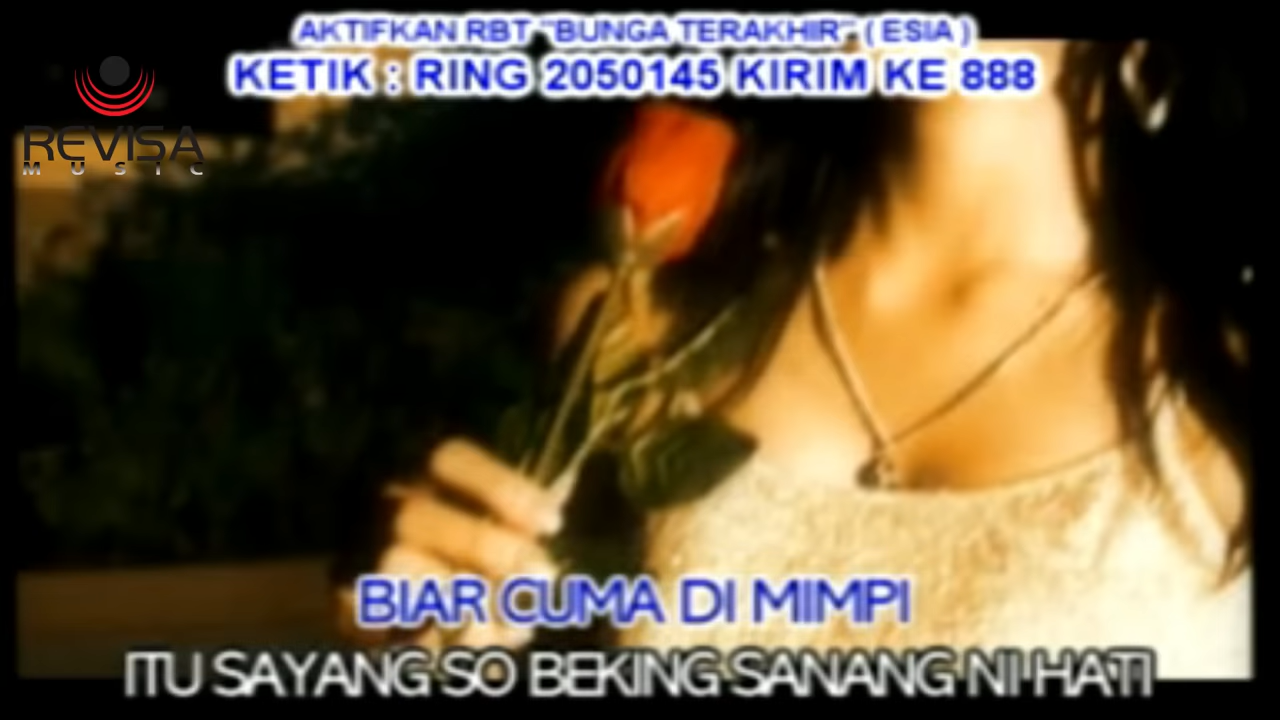 AKTIFKAN RBT "BUNGA TERAKHIR" ( ESIA )
KETIK : RING 2050145 KIRIM KE 888
REVISA
MUSIC
BIAR CUMA DI MIMPI
ITU SAYANG SO BEKING SANANG NI HATI